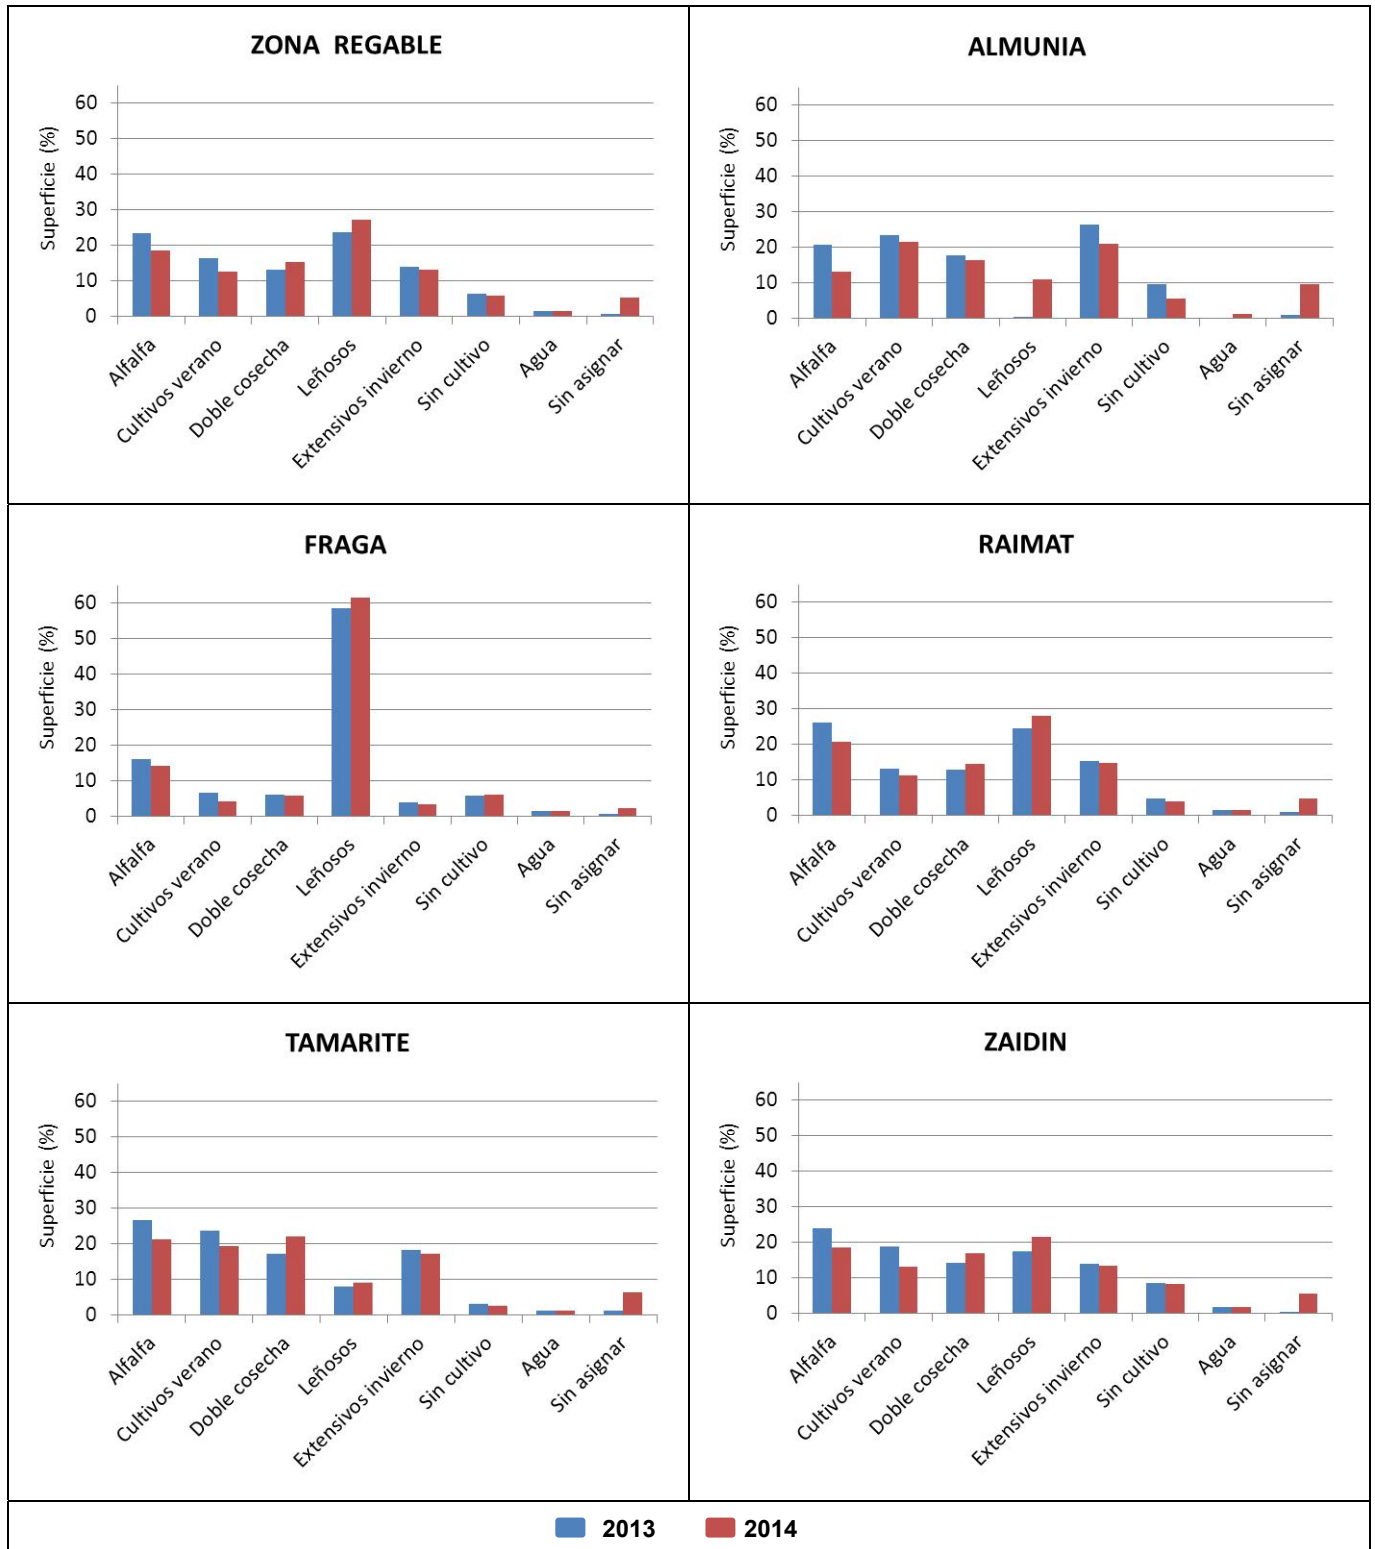 ZONA REGABLE
Superficie (%)
60
50
40
30
20
10
0
Alfalfa
Cultivos verano
Doble cosecha
Leñosos
Extensivos invierno
Sin cultivo
Agua
Sin asignar
ALMUNIA
Superficie (%)
60
50
40
30
20
10
0
Alfalfa
Cultivos verano
Doble cosecha
Leñosos
Extensivos invierno
Sin cultivo
Agua
Sin asignar
FRAGA
Superficie (%)
60
50
40
30
20
10
0
Alfalfa
Cultivos verano
Doble cosecha
Leñosos
Extensivos invierno
Sin cultivo
Agua
Sin asignar
RAIMAT
Superficie (%)
60
50
40
30
20
10
0
Alfalfa
Cultivos verano
Doble cosecha
Leñosos
Extensivos invierno
Sin cultivo
Agua
Sin asignar
TAMARITE
Superficie (%)
60
50
40
30
20
10
0
Alfalfa
Cultivos verano
Doble cosecha
Leñosos
Extensivos invierno
Sin cultivo
Agua
Sin asignar
ZAIDIN
Superficie (%)
60
50
40
30
20
10
0
Alfalfa
Cultivos verano
Doble cosecha
Leñosos
Extensivos invierno
Sin cultivo
Agua
Sin asignar
2013 2014